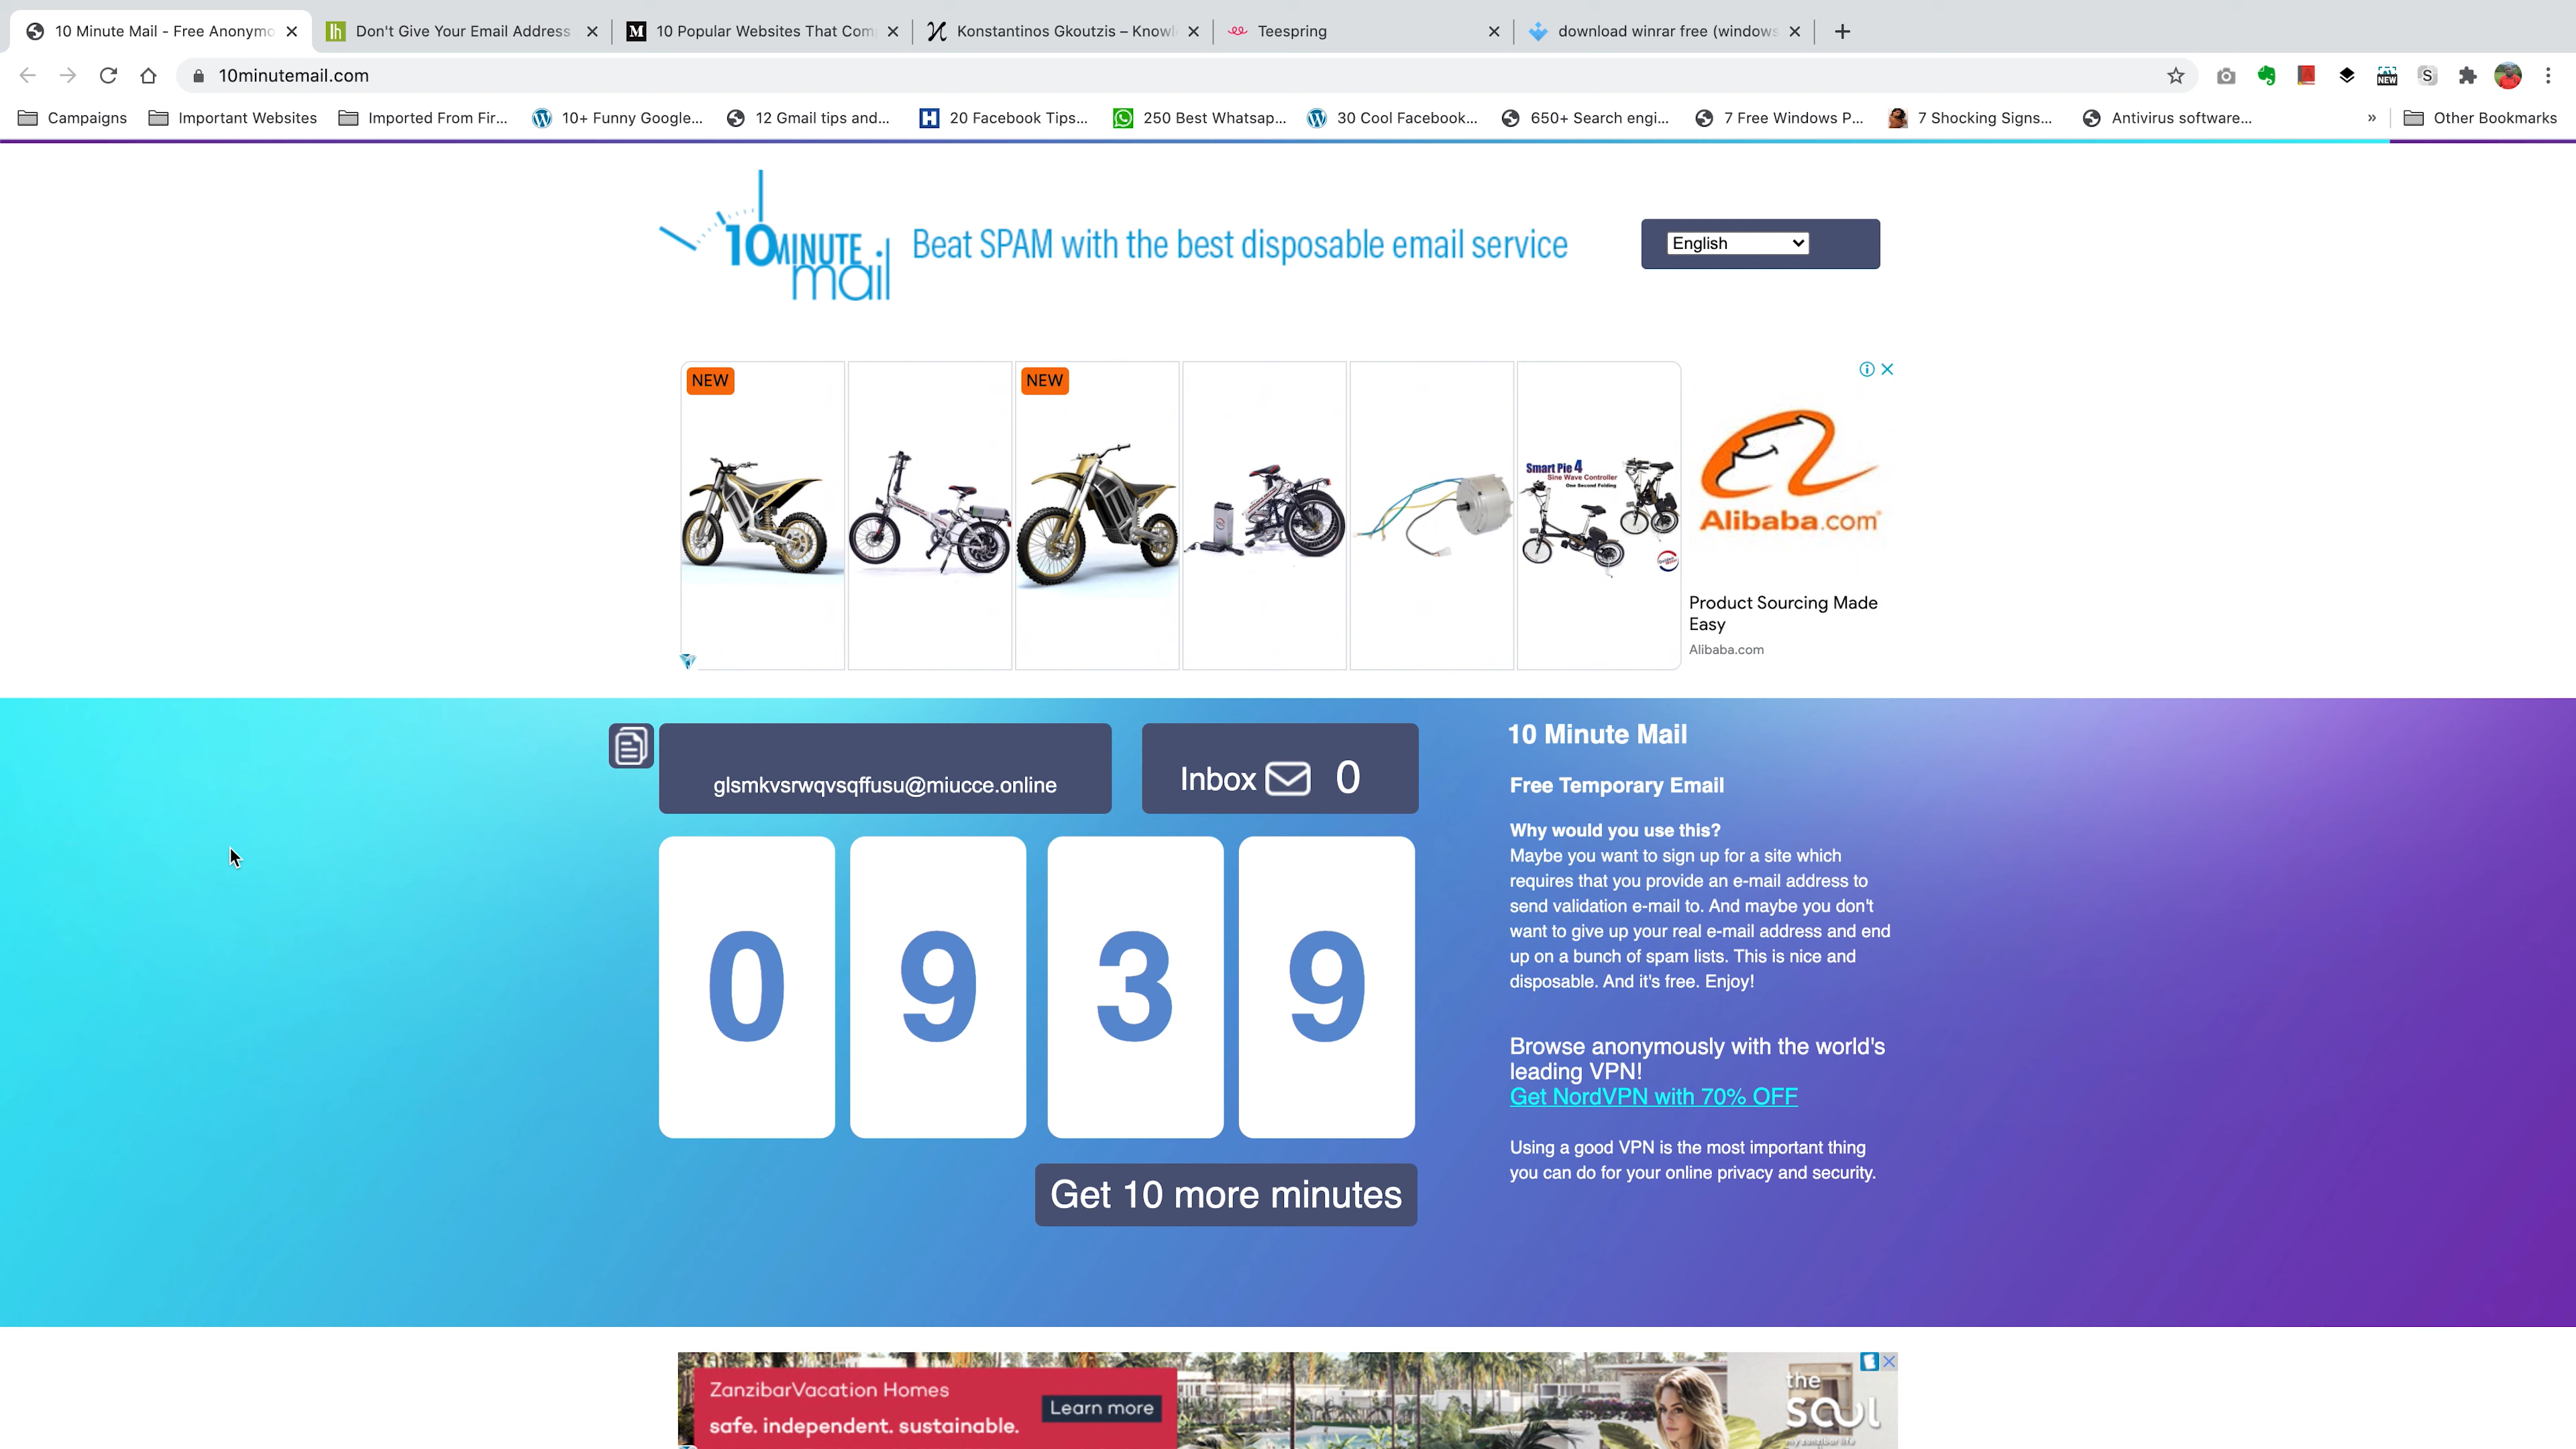 10 Minute Mail - Free Anonymo
Don't Give Your Email Address
10 Popular Websites That Com
Konstantinos Gkoutzis – Knowl
Teespring
download winrar free (windows
10minutemail.com
Campaigns
Important Websites
Imported From Fir...
10+ Funny Google...
12 Gmail tips and...
20 Facebook Tips...
250 Best Whatsap...
30 Cool Facebook...
650+ Search engi...
7 Free Windows P...
7 Shocking Signs...
Antivirus software...
»
Other Bookmarks
10MINUTE
mail
Beat SPAM with the best disposable email service
English
NEW
NEW
Smart Pie 4
Sine Wave Controller
One Second Folding
Alibaba.com
Product Sourcing Made
Easy
Alibaba.com
glsmkvsrwqvsqffusu@miucce.online
Inbox 0
0 9 3 9
Get 10 more minutes
10 Minute Mail
Free Temporary Email
Why would you use this?
Maybe you want to sign up for a site which
requires that you provide an e-mail address to
send validation e-mail to. And maybe you don't
want to give up your real e-mail address and end
up on a bunch of spam lists. This is nice and
disposable. And it's free. Enjoy!
Browse anonymously with the world's
leading VPN!
Get NordVPN with 70% OFF
Using a good VPN is the most important thing
you can do for your online privacy and security.
ZanzibarVacation Homes
safe. independent. sustainable.
Learn more
the
soul
my zanzibar life